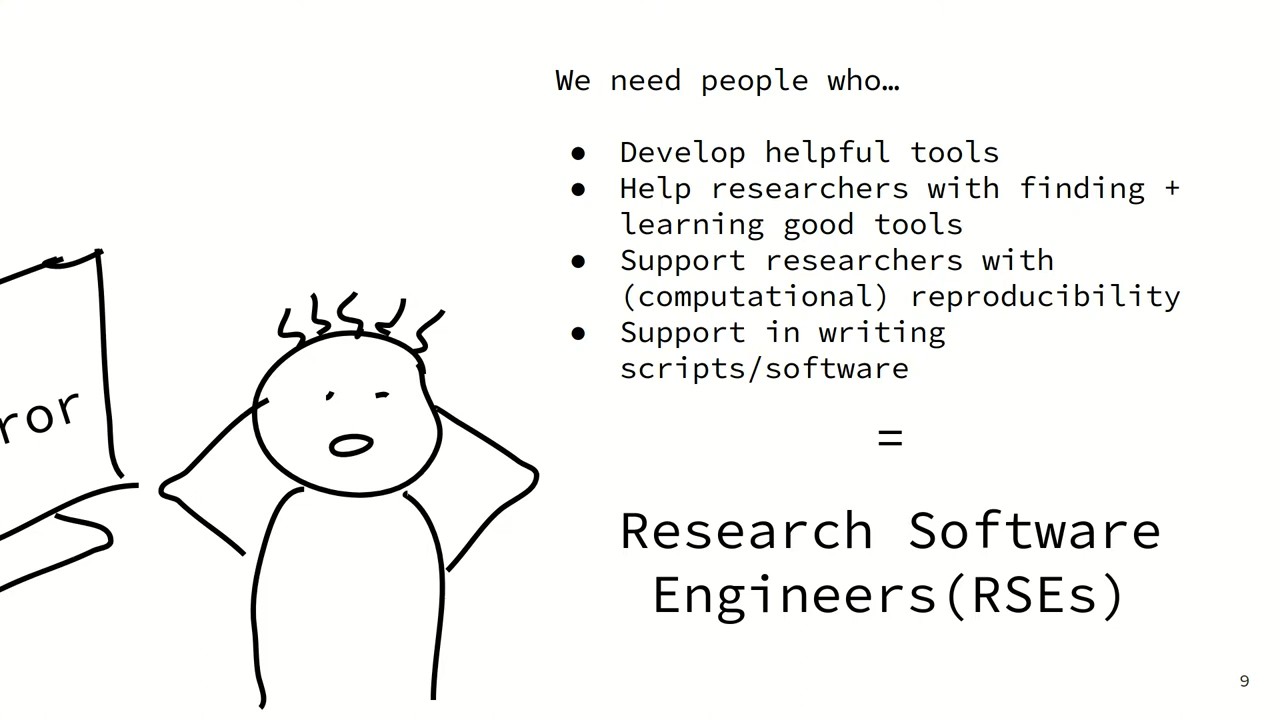 We need people who…
● Develop helpful tools
● Help researchers with finding +
learning good tools
● Support researchers with
(computational) reproducibility
● Support in writing
scripts/software
=
Research Software
Engineers(RSEs)
ror
9